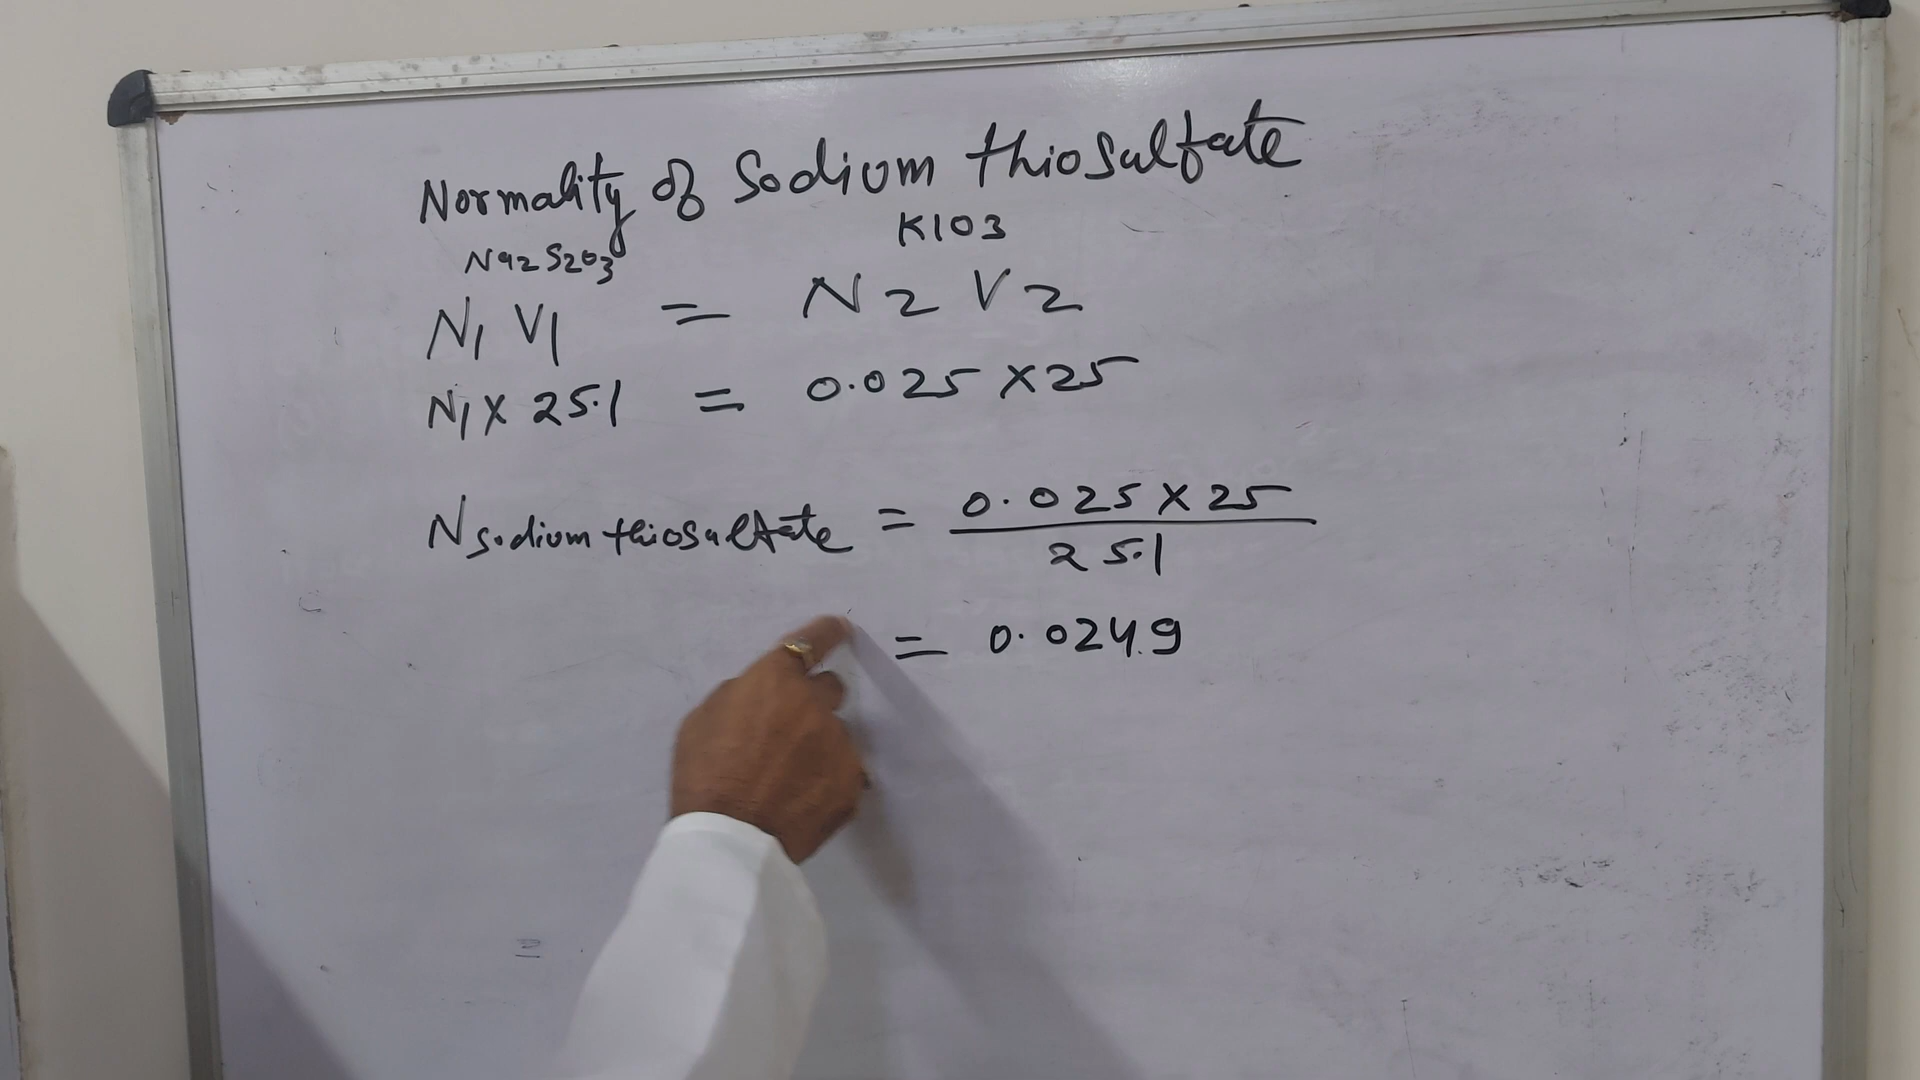 Normality of Sodium thiosulfate
Na2S2O3 KIO3
N1 V1 = N2 V2
N1 X 25.1 = 0.025 X 25
N sodium thiosulfate = 0.025 X 25
25.1
= 0.0249